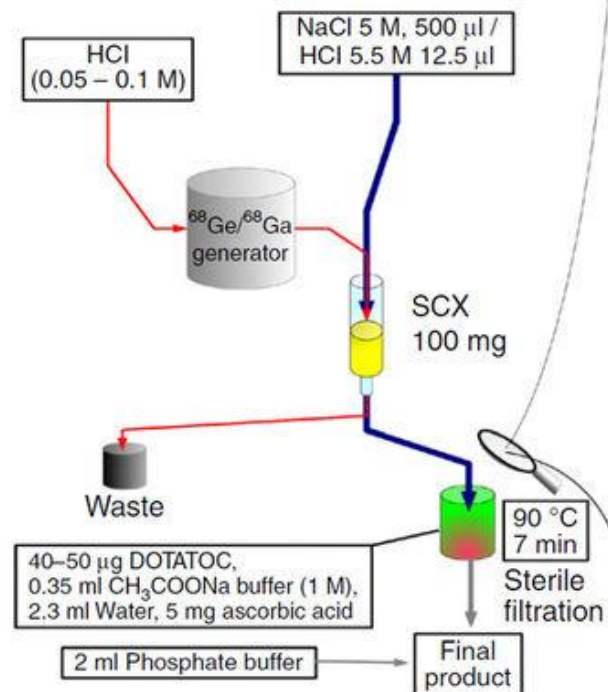 HCl
(0.05 – 0.1 M)
NaCl 5 M, 500 µl /
HCl 5.5 M 12.5 µl
⁶⁸Ge/⁶⁸Ga
generator
SCX
100 mg
Waste
90 °C
7 min
40–50 µg DOTATOC,
0.35 ml CH₃COONa buffer (1 M),
2.3 ml Water, 5 mg ascorbic acid
Sterile
filtration
2 ml Phosphate buffer
Final
product